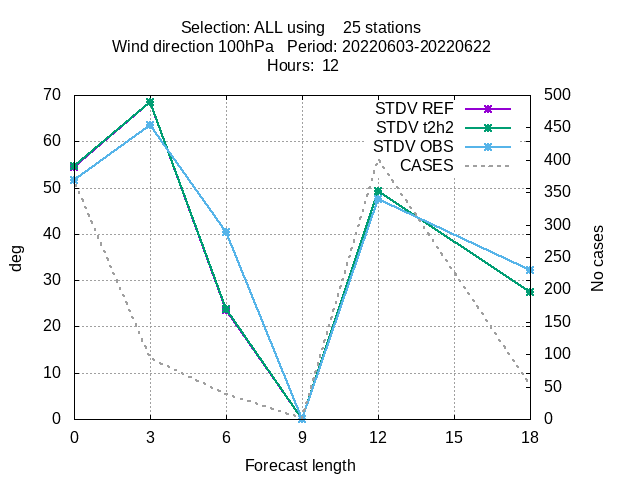 Selection: ALL using    25 stations
Wind direction 100hPa   Period: 20220603-20220622
Hours:  12
70
60
50
40
30
20
10
0
500
450
400
350
300
250
200
150
100
50
0
STDV REF
STDV t2h2
STDV OBS
CASES
deg
No cases
0 3 6 9 12 15 18
Forecast length